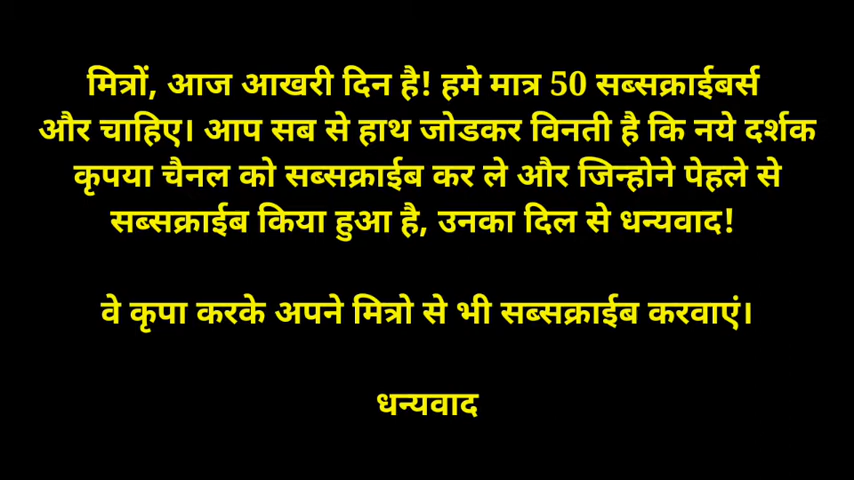 मित्रों, आज आखरी दिन है! हमे मात्र 50 सब्सक्राईबर्स
और चाहिए। आप सब से हाथ जोडकर विनती है कि नये दर्शक
कृपया चैनल को सब्सक्राईब कर ले और जिन्होने पेहले से
सब्सक्राईब किया हुआ है, उनका दिल से धन्यवाद!
वे कृपा करके अपने मित्रो से भी सब्सक्राईब करवाएं।
धन्यवाद